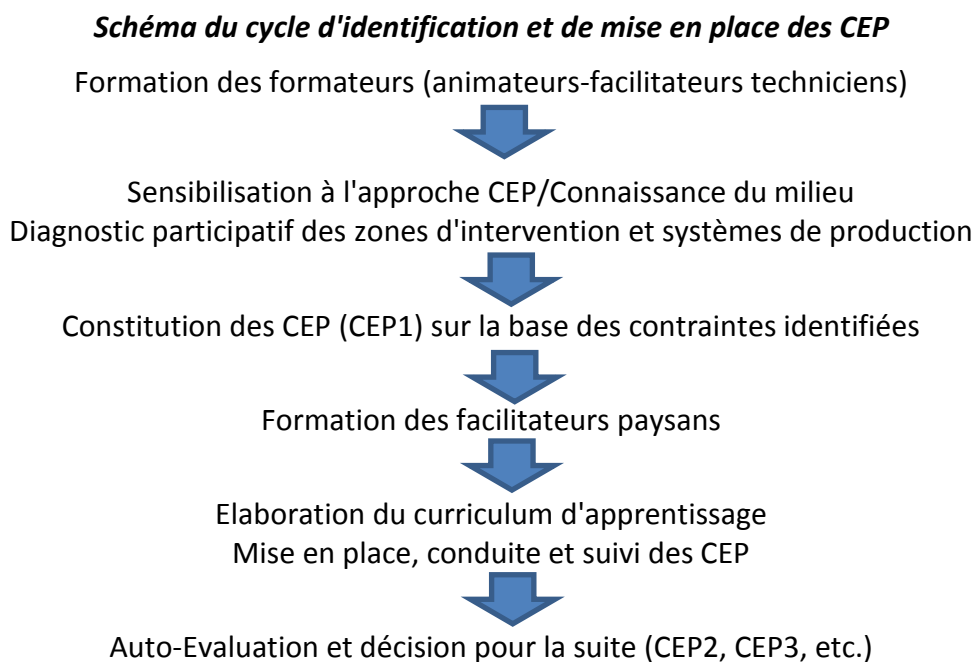 Schéma du cycle d'identification et de mise en place des CEP
Formation des formateurs (animateurs-facilitateurs techniciens)
Sensibilisation à l'approche CEP/Connaissance du milieu
Diagnostic participatif des zones d'intervention et systèmes de production
Constitution des CEP (CEP1) sur la base des contraintes identifiées
Formation des facilitateurs paysans
Elaboration du curriculum d'apprentissage
Mise en place, conduite et suivi des CEP
Auto-Evaluation et décision pour la suite (CEP2, CEP3, etc.)